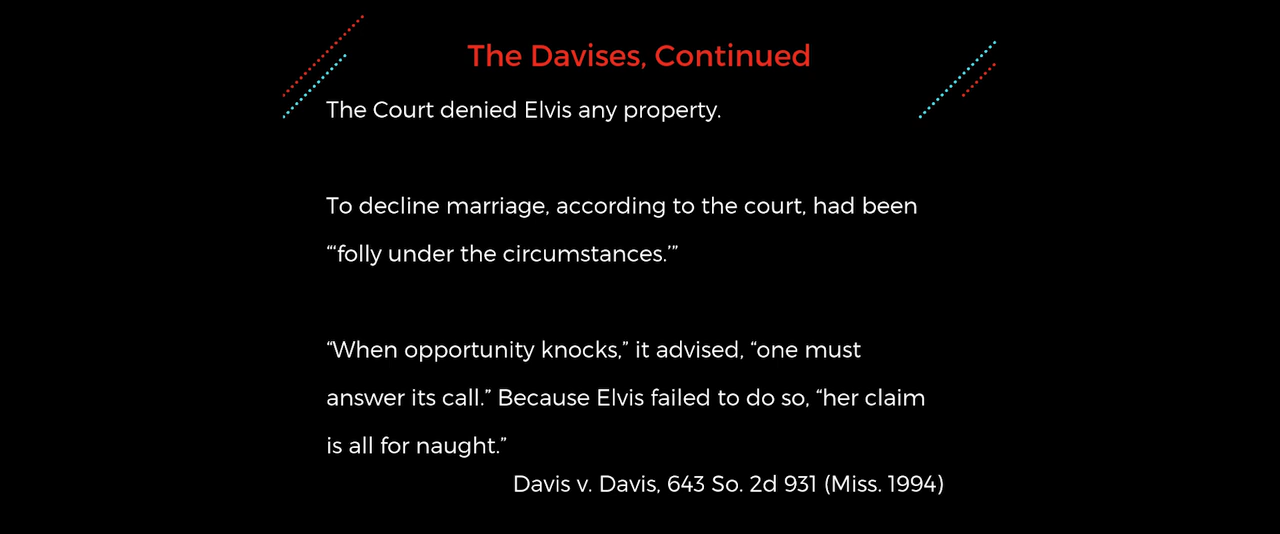 The Davises, Continued
The Court denied Elvis any property.
To decline marriage, according to the court, had been
“‘folly under the circumstances.’”
“When opportunity knocks,” it advised, “one must
answer its call.” Because Elvis failed to do so, “her claim
is all for naught.”
Davis v. Davis, 643 So. 2d 931 (Miss. 1994)